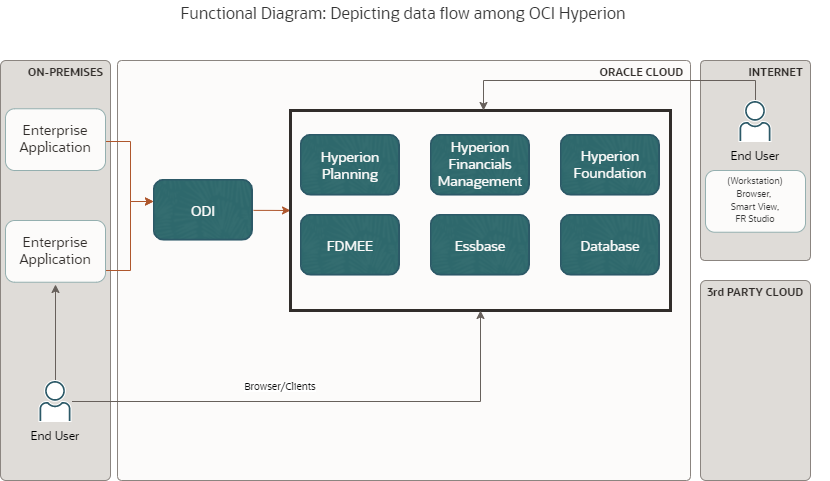 Functional Diagram: Depicting data flow among OCI Hyperion
ON-PREMISES
ORACLE CLOUD
INTERNET
Enterprise
Application
Enterprise
Application
End User
ODI
Hyperion
Planning
Hyperion
Financials
Management
Hyperion
Foundation
FDMEE
Essbase
Database
Browser/Clients
End User
(Workstation)
Browser,
Smart View,
FR Studio
3rd PARTY CLOUD